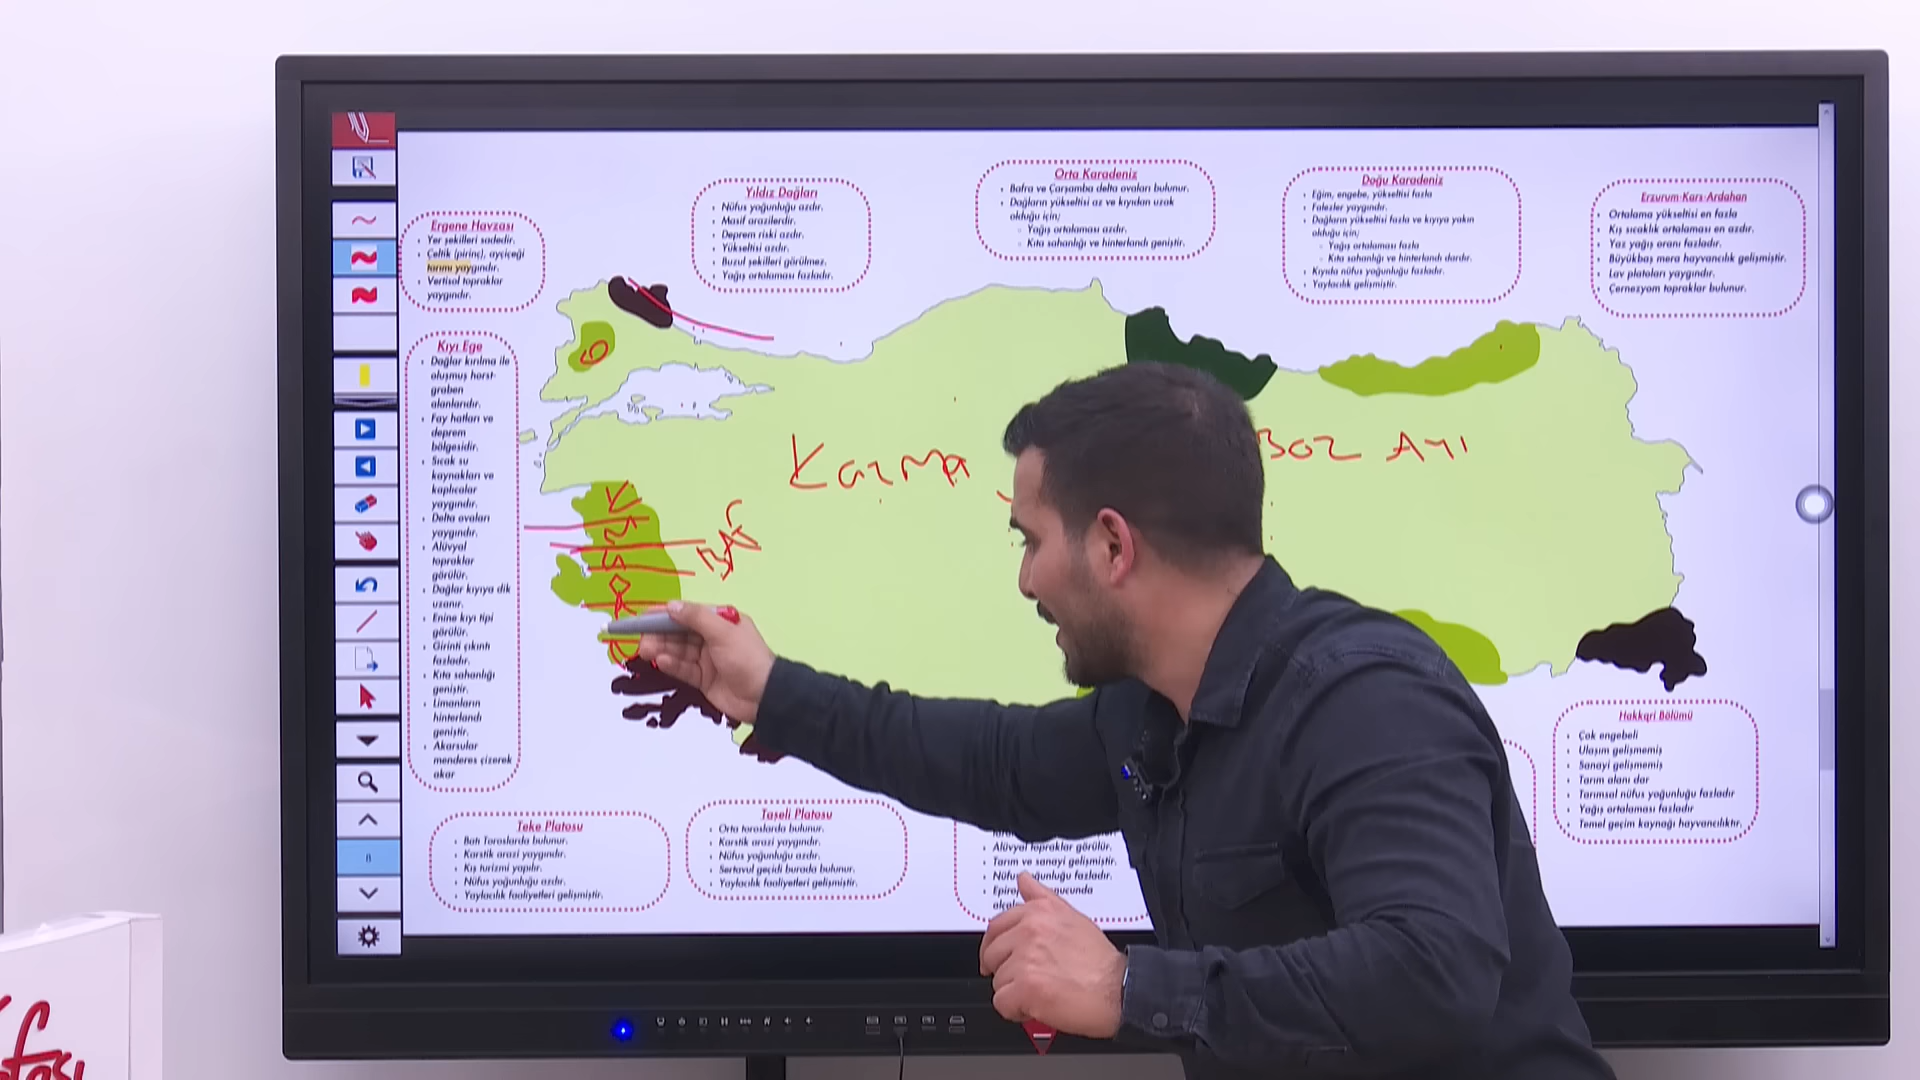 Ergene Havzası
Yer şekilleri sadedir.
Çeltik (pirinç), ayçiçeği
tarımı yaygındır.
Vertisol topraklar
yaygındır.
Yıldız Dağları
Nüfus yoğunluğu azdır.
Masif arazilerdir.
Deprem riski azdır.
Yükseltisi azdır.
Buzul şekilleri görülmez.
Yağış ortalaması fazladır.
Orta Karadeniz
Bafra ve Çarşamba delta ovaları bulunur.
Dağların yükseltisi az ve kıyıdan uzak
olduğu için;
Yağış ortalaması azdır.
Kıta sahanlığı ve hinterlandı geniştir.
Doğu Karadeniz
Eğim, engebe, yükseltisi fazla
Falezler yaygındır.
Dağların yükseltisi fazla ve kıyıya yakın
olduğu için;
Yağış ortalaması fazla
Kıta sahanlığı ve hinterlandı dardır.
Kıyıda nüfus yoğunluğu fazladır.
Yaylacılık gelişmiştir.
Erzurum-Kars-Ardahan
Ortalama yükseltisi en fazla
Kış sıcaklık ortalaması en azdır.
Yaz yağış oranı fazladır.
Büyükbaş mera hayvancılık gelişmiştir.
Lav platoları yaygındır.
Çernezyom topraklar bulunur.
Kıyı Ege
Dağlar kırılma ile
oluşmuş horst-
graben
alanlarıdır.
Fay hatları ve
deprem
bölgesidir.
Sıcak su
kaynakları ve
kaplıcalar
yaygındır.
Delta ovaları
yaygındır.
Alüvyal
topraklar
görülür.
Dağlar kıyıya dik
uzanır.
Enine kıyı tipi
görülür.
Girinti çıkıntı
fazladır.
Kıta sahanlığı
geniştir.
Limanların
hinterlandı
geniştir.
Akarsular
menderes çizerek
akar
Kazma
Boz Ayı
Teke Platosu
Batı Toroslarda bulunur.
Karstik arazi yaygındır.
Kış turizmi yapılır.
Nüfus yoğunluğu azdır.
Yaylacılık faaliyetleri gelişmiştir.
Taşeli Platosu
Orta toroslarda bulunur.
Karstik arazi yaygındır.
Nüfus yoğunluğu azdır.
Sertavul geçidi burada bulunur.
Yaylacılık faaliyetleri gelişmiştir.
Alüvyal topraklar görülür.
Tarım ve sanayi gelişmiştir.
Nüfus yoğunluğu fazladır.
Hakkari Bölümü
Çok engebeli
Ulaşım gelişmemiş
Sanayi gelişmemiş
Tarım alanı dar
Tarımsal nüfus yoğunluğu fazladır
Yağış ortalaması fazladır
Temel geçim kaynağı hayvancılıktır.